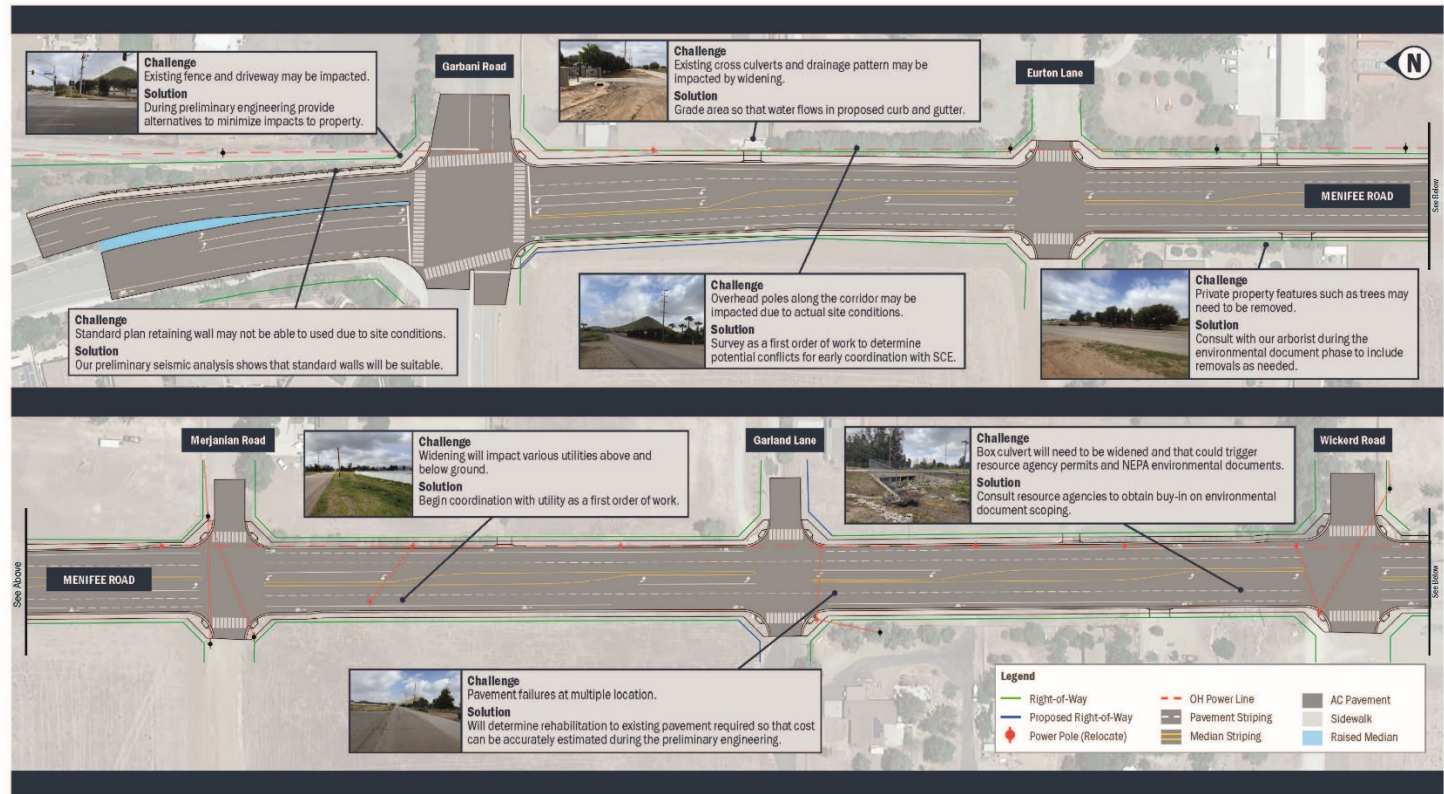 Challenge
Existing fence and driveway may be impacted.
Solution
During preliminary engineering provide
alternatives to minimize impacts to property.
Garbani Road
Challenge
Existing cross culverts and drainage pattern may be
impacted by widening.
Solution
Grade area so that water flows in proposed curb and gutter.
Eurton Lane
N
MENIFEE ROAD
See Below
Challenge
Standard plan retaining wall may not be able to used due to site conditions.
Solution
Our preliminary seismic analysis shows that standard walls will be suitable.
Challenge
Overhead poles along the corridor may be
impacted due to actual site conditions.
Solution
Survey as a first order of work to determine
potential conflicts for early coordination with SCE.
Challenge
Private property features such as trees may
need to be removed.
Solution
Consult with our arborist during the
environmental document phase to include
removals as needed.
Merjanian Road
Challenge
Widening will impact various utilities above and
below ground.
Solution
Begin coordination with utility as a first order of work.
Garland Lane
Challenge
Box culvert will need to be widened and that could trigger
resource agency permits and NEPA environmental documents.
Solution
Consult resource agencies to obtain buy-in on environmental
document scoping.
Wickerd Road
See Above
MENIFEE ROAD
See Below
Challenge
Pavement failures at multiple location.
Solution
Will determine rehabilitation to existing pavement required so that cost
can be accurately estimated during the preliminary engineering.
Legend
Right-of-Way
Proposed Right-of-Way
Power Pole (Relocate)
OH Power Line
Pavement Striping
Median Striping
AC Pavement
Sidewalk
Raised Median